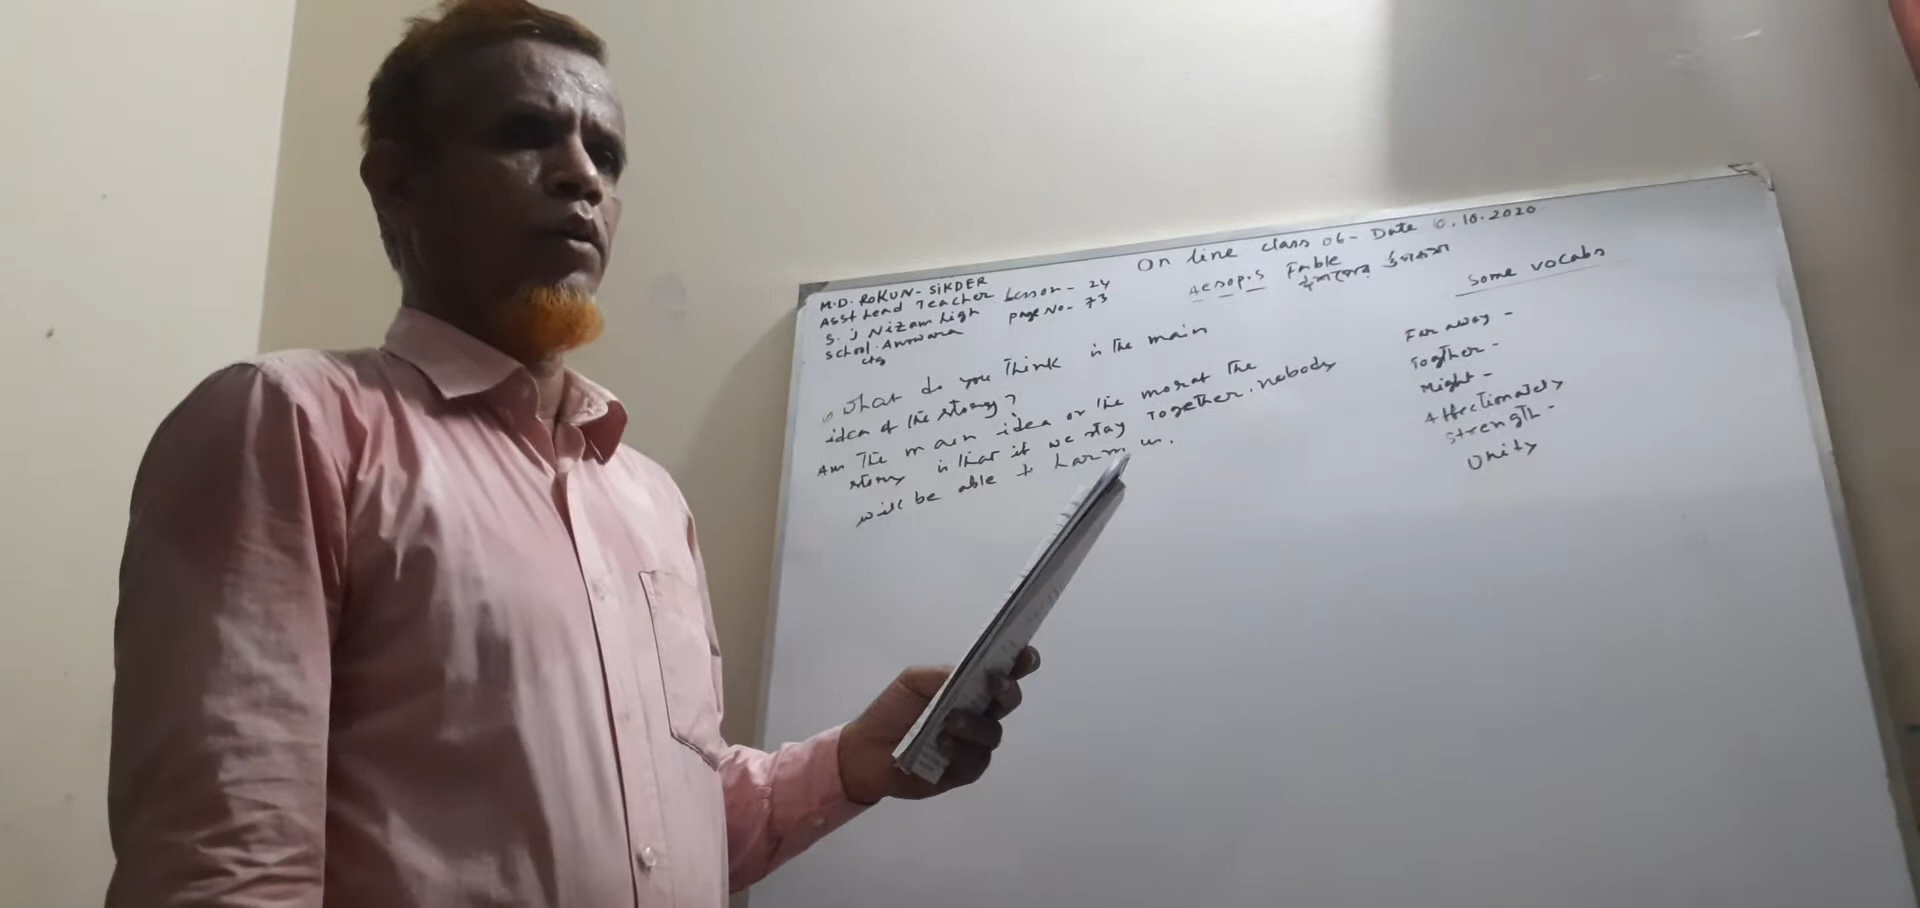 On line class 06- Date 6.10.2020
M.D. ROKUN-SiKDER
Asst Head Teacher
S. J Nizam High
School. Anwara
ctg
Lesson - 24
page No- 73
Aesop,s Fable
ঈশপের উপকথা
what do you Think is The main
idea of the story?
Ans The main idea or the moral The
story is that if we stay Together. nobody
will be able to harm us.
Some vocabs
Far away -
Together -
Might -
Affectionately
Strength -
Unity